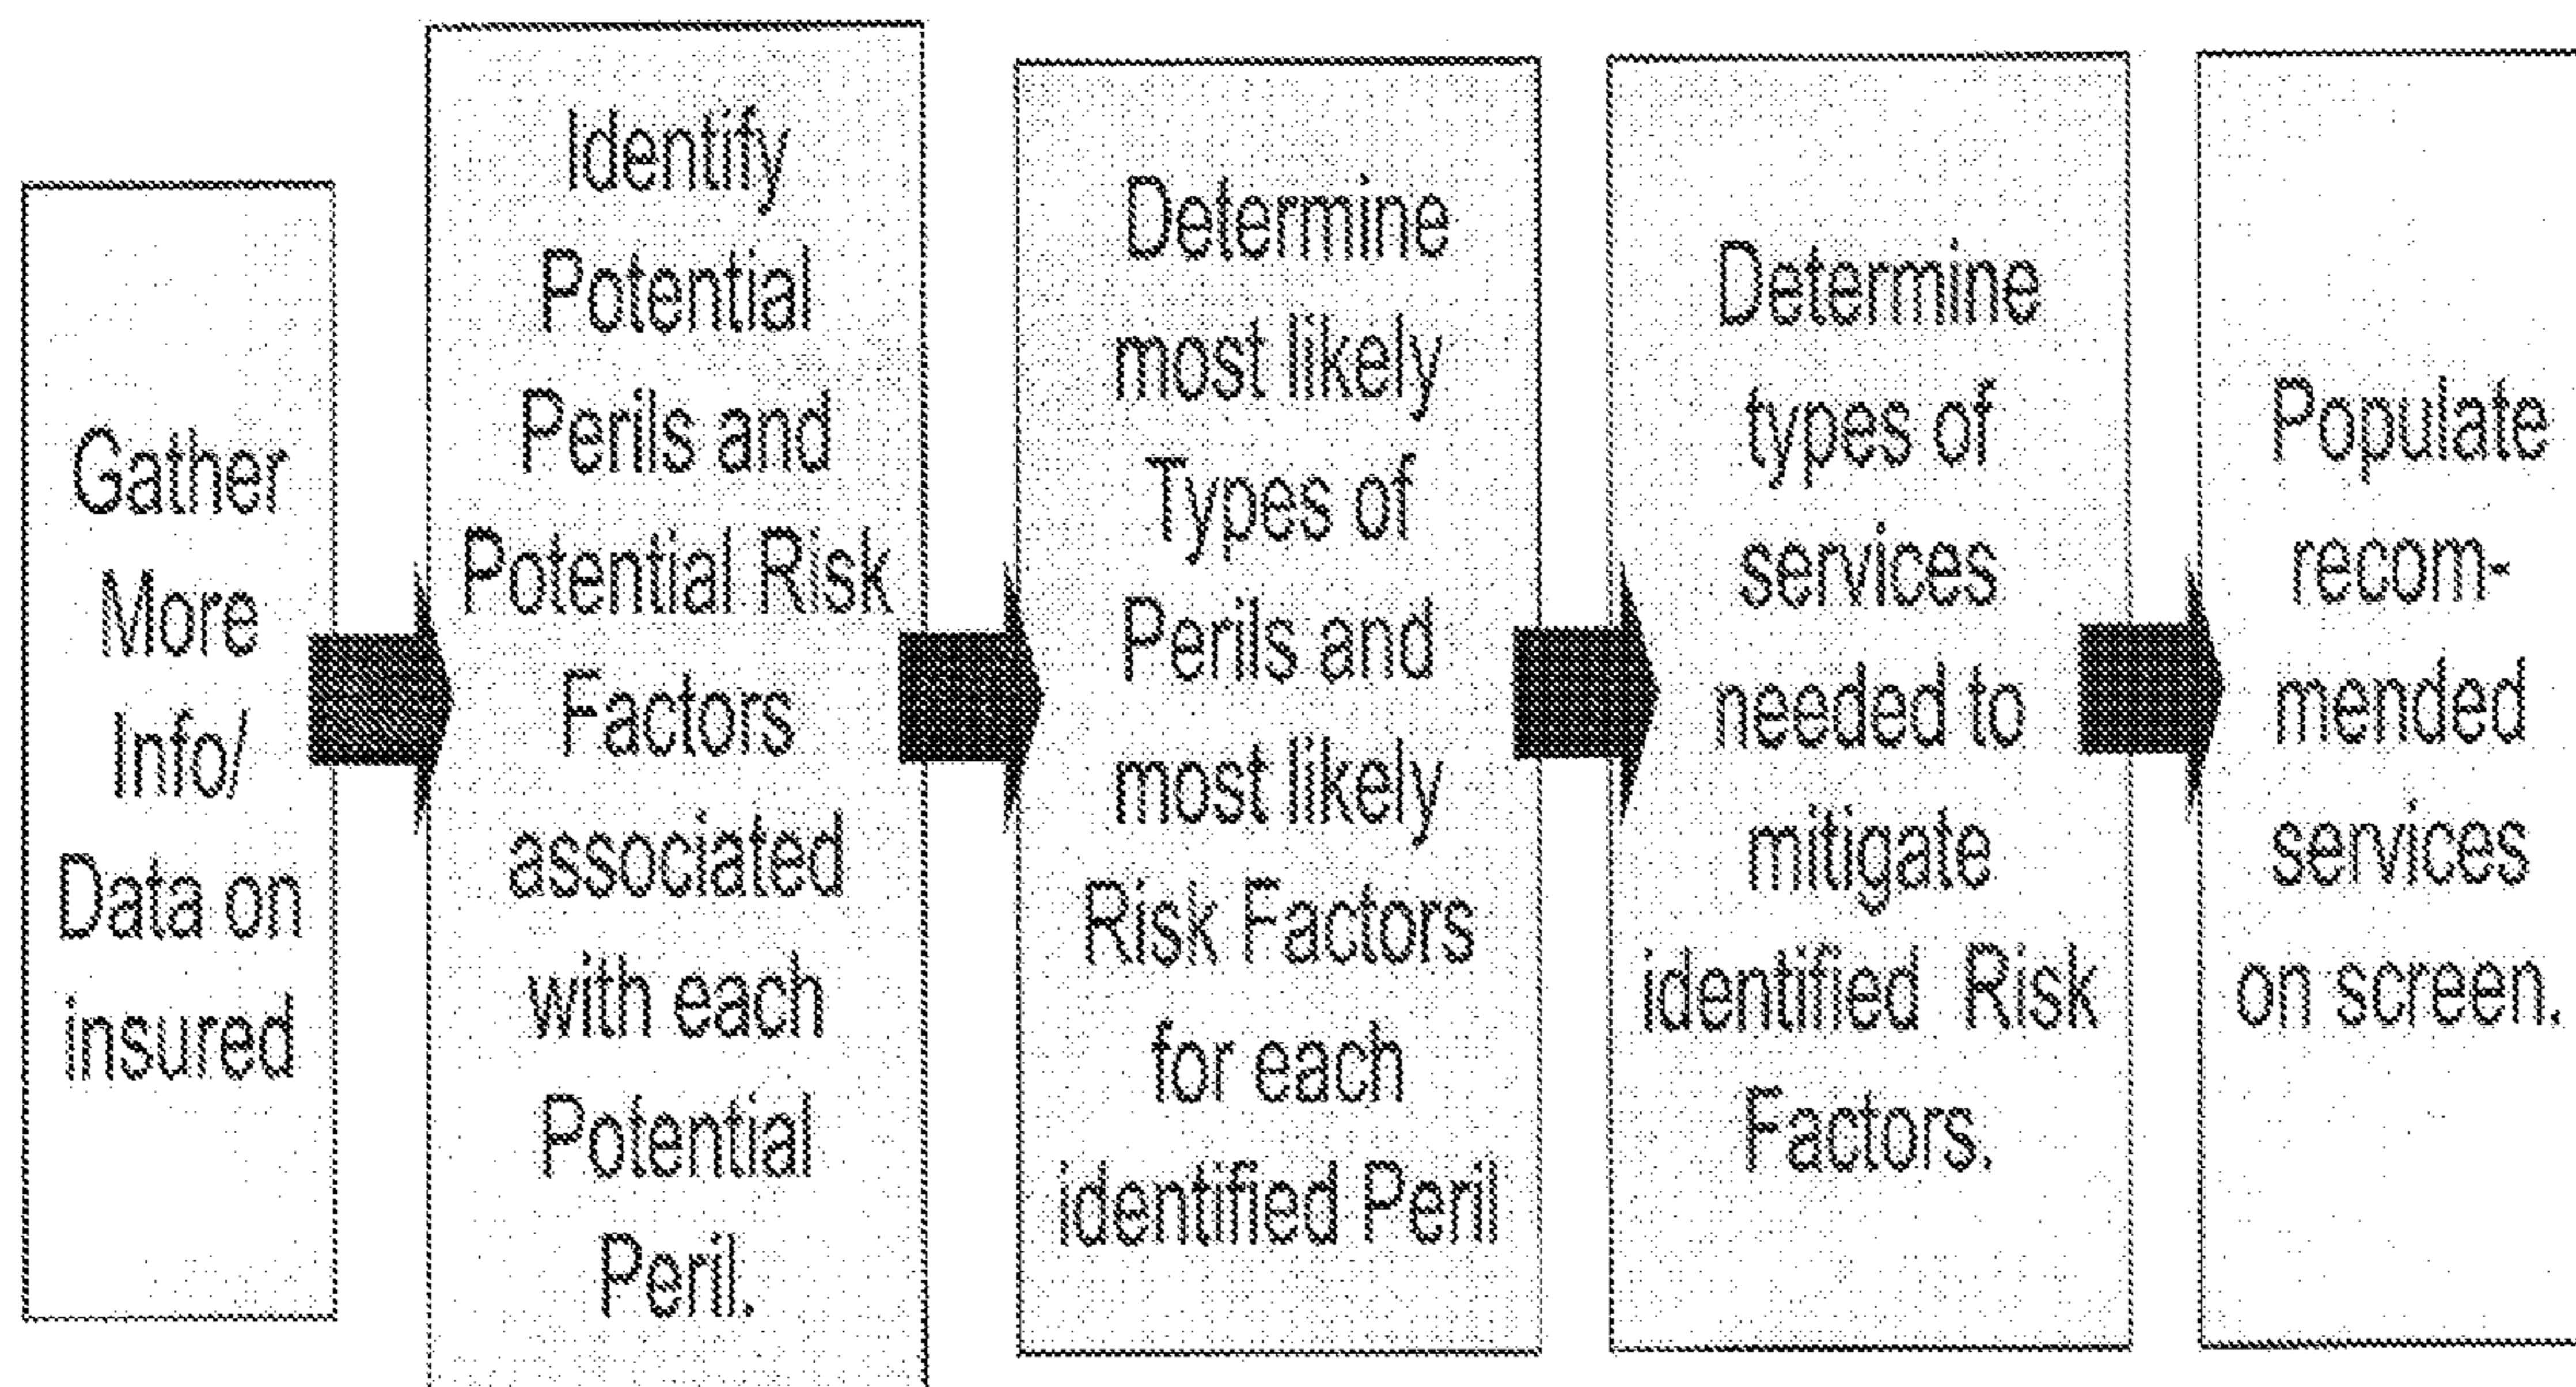 Gather
More
Info/
Data on
insured
Identify
Potential
Perils and
Potential Risk
Factors
associated
with each
Potential
Peril.
Determine
most likely
Types of
Perils and
most likely
Risk Factors
for each
identified Peril
Determine
types of
services
needed to
mitigate
identified Risk
Factors.
Populate
recom-
mended
services
on screen.